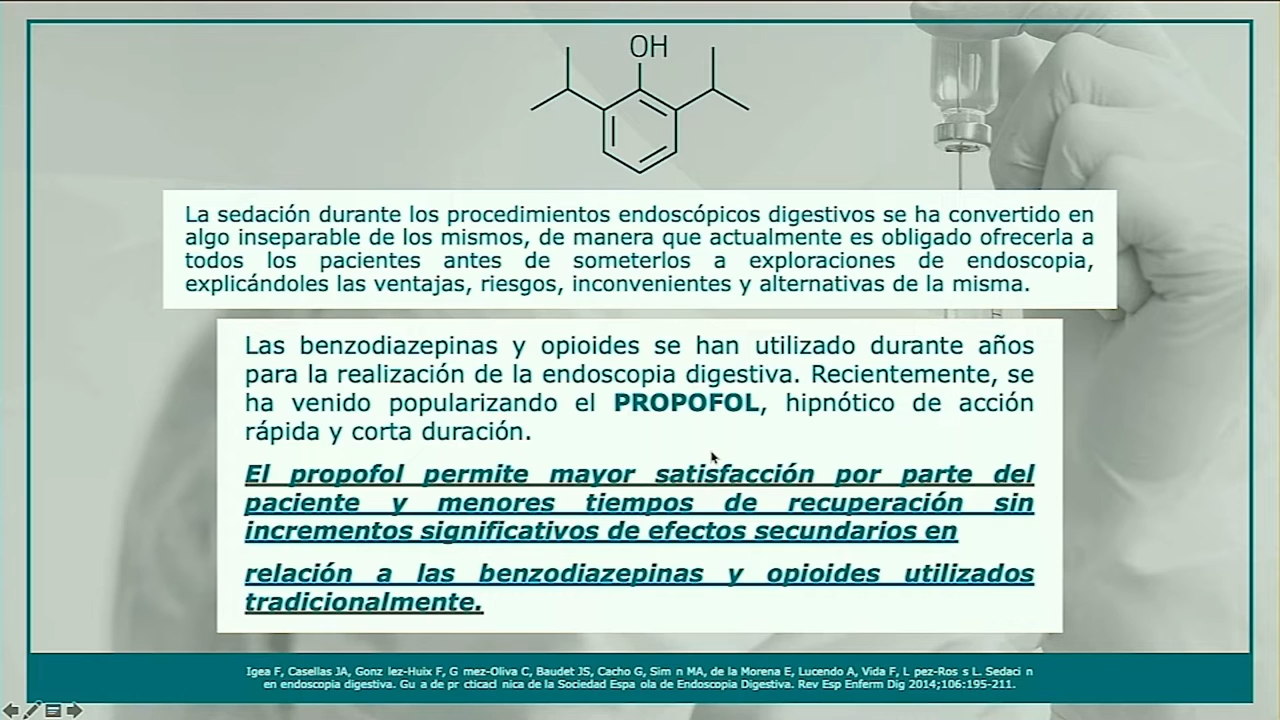 OH
La sedación durante los procedimientos endoscópicos digestivos se ha convertido en
algo inseparable de los mismos, de manera que actualmente es obligado ofrecerla a
todos los pacientes antes de someterlos a exploraciones de endoscopia,
explicándoles las ventajas, riesgos, inconvenientes y alternativas de la misma.
Las benzodiazepinas y opioides se han utilizado durante años
para la realización de la endoscopia digestiva. Recientemente, se
ha venido popularizando el PROPOFOL, hipnótico de acción
rápida y corta duración.
El propofol permite mayor satisfacción por parte del
paciente y menores tiempos de recuperación sin
incrementos significativos de efectos secundarios en
relación a las benzodiazepinas y opioides utilizados
tradicionalmente.
Igea F, Casellas JA, Gonz lez-Huix F, G mez-Oliva C, Baudet JS, Cacho G, Sim n MA, de la Morena E, Lucendo A, Vida F, L pez-Ros s L. Sedaci n
en endoscopia digestiva. Gu a de pr cticad nica de la Sociedad Espa ola de Endoscopia Digestiva. Rev Esp Enferm Dig 2014;106:195-211.